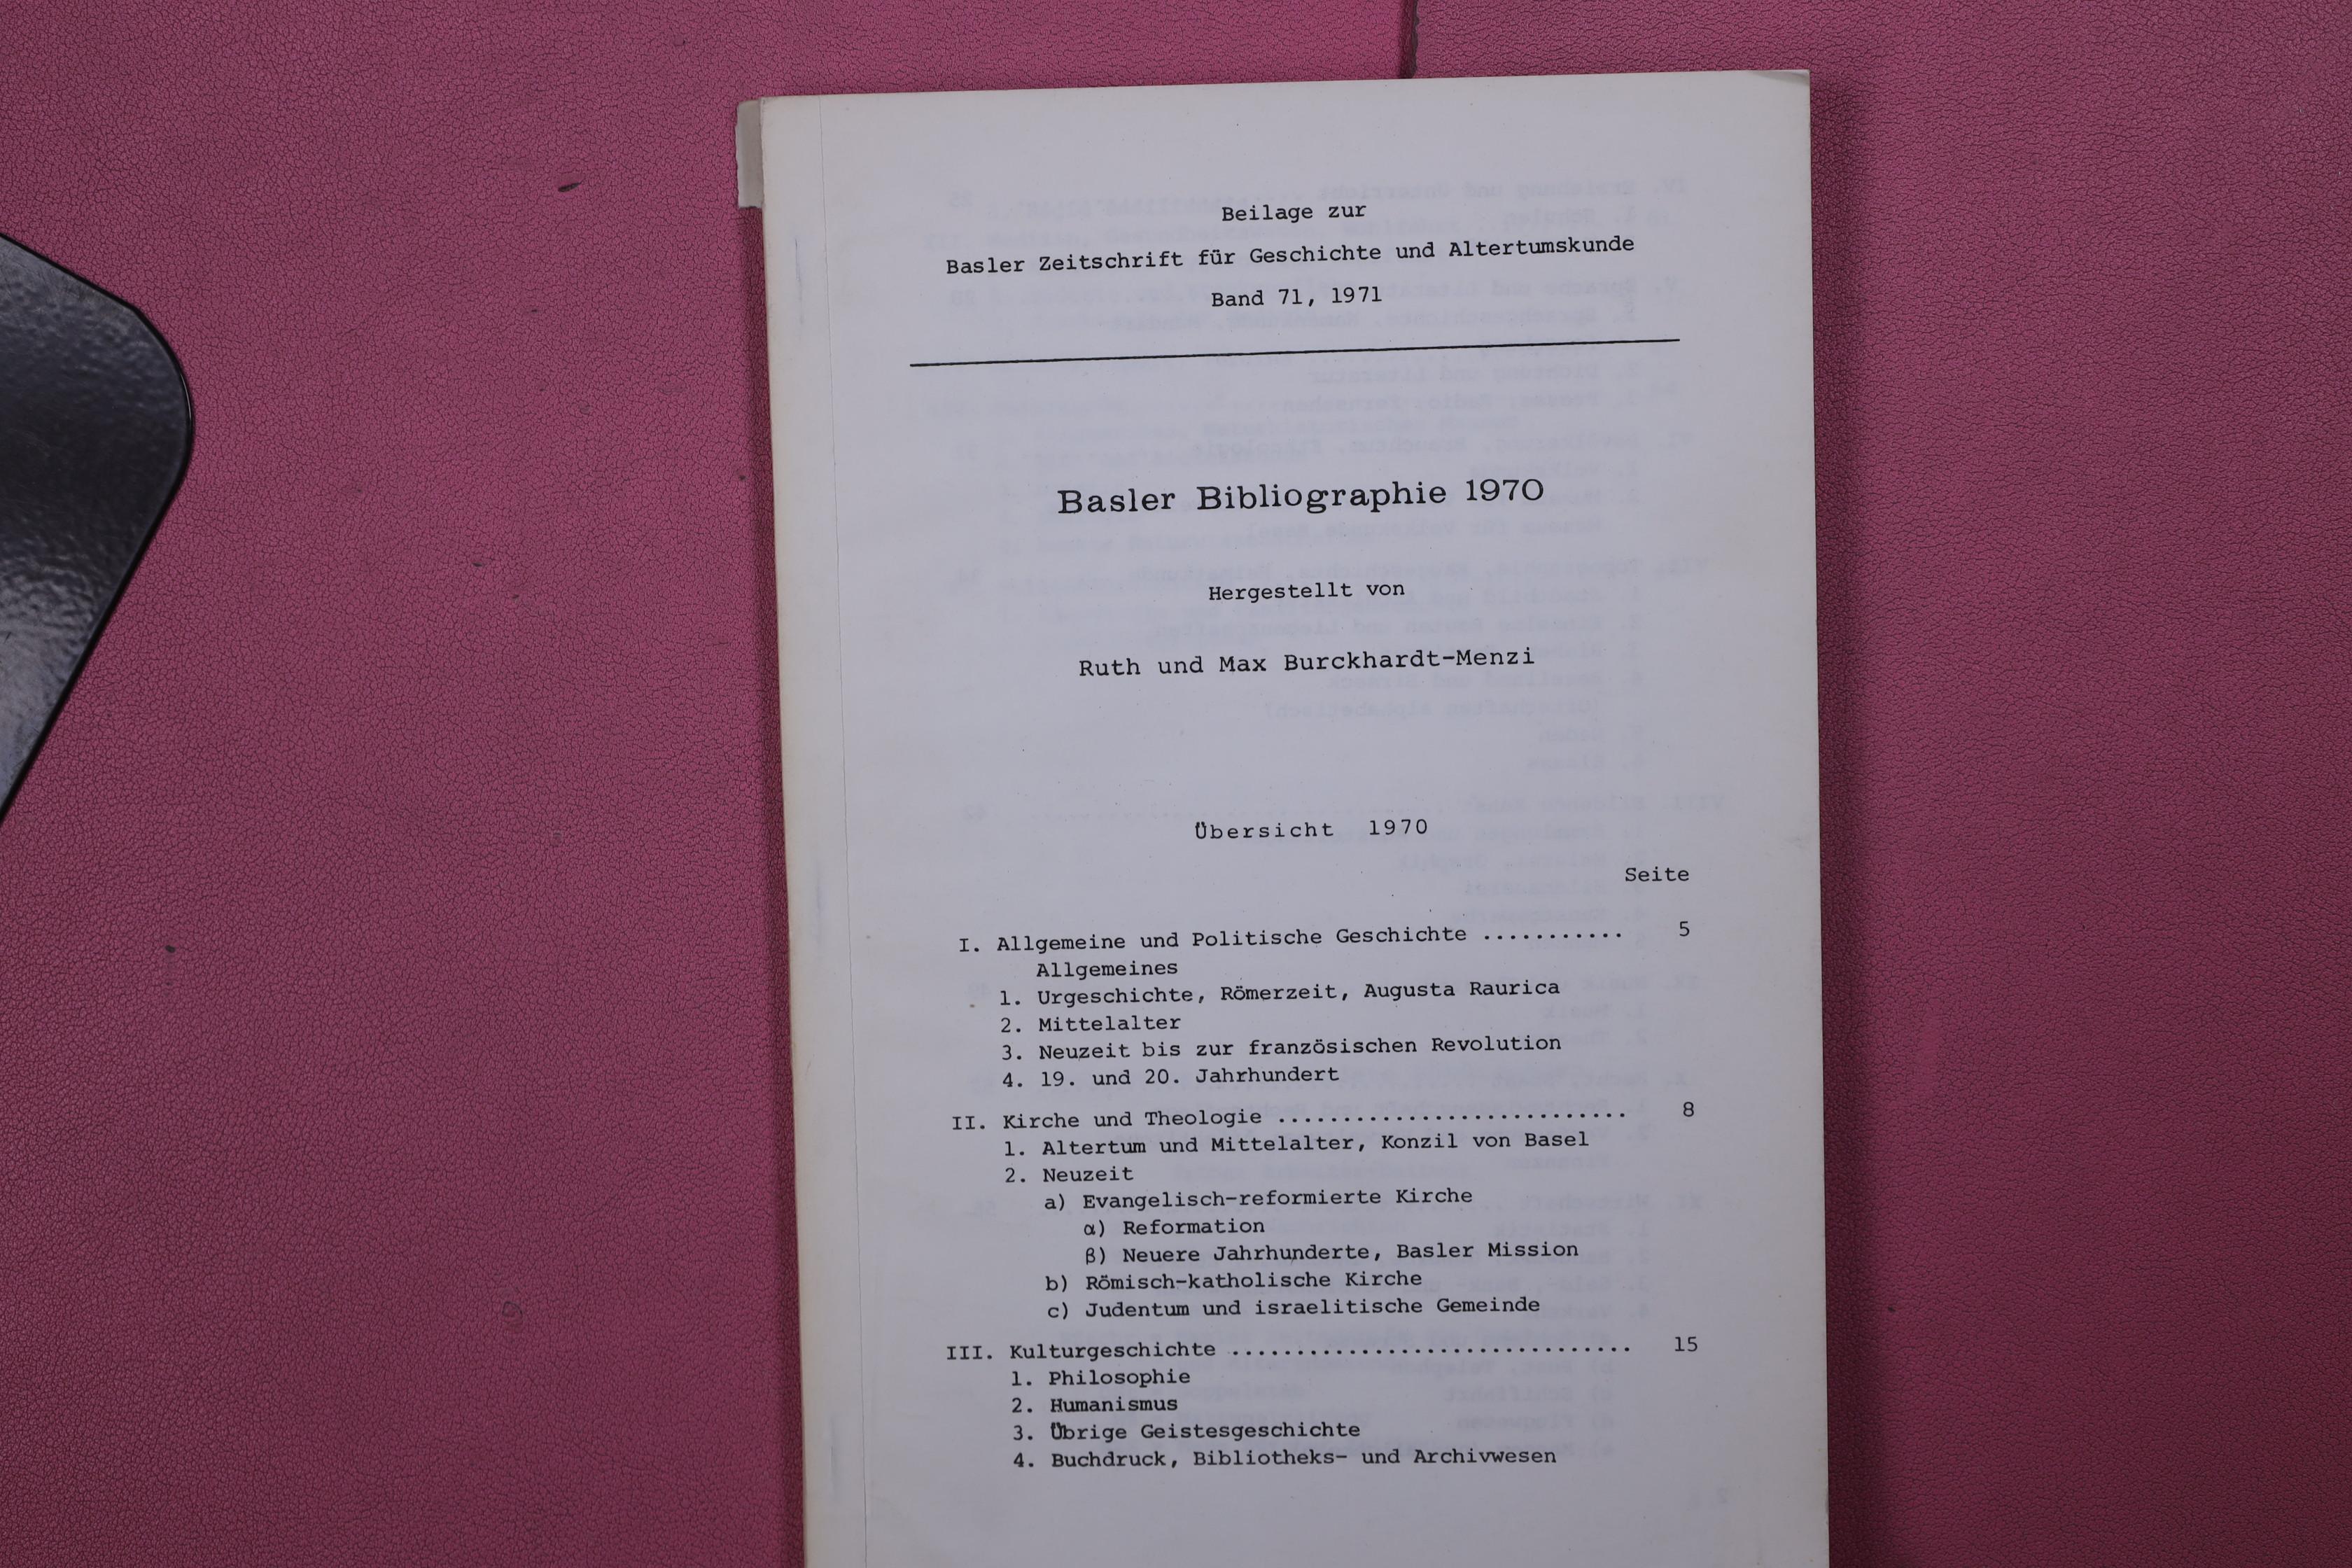 Beilage zur
Basler Zeitschrift für Geschichte und Altertumskunde
Band 71, 1971
Basler Bibliographie 1970
Hergestellt von
Ruth und Max Burckhardt-Menzi
Übersicht 1970
Seite
I. Allgemeine und Politische Geschichte ........... 5
Allgemeines
1. Urgeschichte, Römerzeit, Augusta Raurica
2. Mittelalter
3. Neuzeit bis zur französischen Revolution
4. 19. und 20. Jahrhundert
II. Kirche und Theologie ........................... 8
1. Altertum und Mittelalter, Konzil von Basel
2. Neuzeit
a) Evangelisch-reformierte Kirche
α) Reformation
β) Neuere Jahrhunderte, Basler Mission
b) Römisch-katholische Kirche
c) Judentum und israelitische Gemeinde
III. Kulturgeschichte ............................... 15
1. Philosophie
2. Humanismus
3. Übrige Geistesgeschichte
4. Buchdruck, Bibliotheks- und Archivwesen